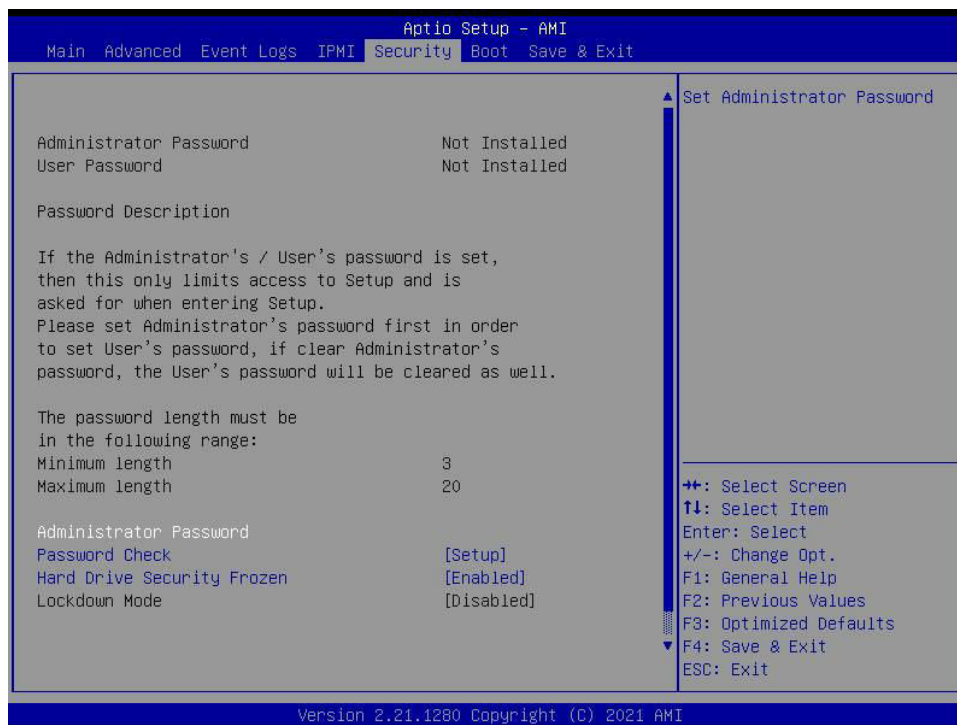 Aptio Setup – AMI
Main Advanced Event Logs IPMI Security Boot Save & Exit
Administrator Password Not Installed
User Password Not Installed
Password Description
If the Administrator's / User's password is set,
then this only limits access to Setup and is
asked for when entering Setup.
Please set Administrator's password first in order
to set User's password, if clear Administrator's
password, the User's password will be cleared as well.
The password length must be
in the following range:
Minimum length 3
Maximum length 20
Administrator Password
Password Check [Setup]
Hard Drive Security Frozen [Enabled]
Lockdown Mode [Disabled]
Set Administrator Password
→←: Select Screen
↑↓: Select Item
Enter: Select
+/-: Change Opt.
F1: General Help
F2: Previous Values
F3: Optimized Defaults
F4: Save & Exit
ESC: Exit
Version 2.21.1280 Copyright (C) 2021 AMI